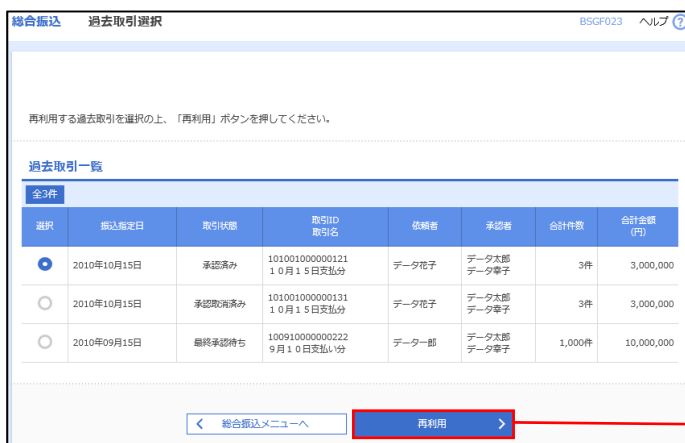 総合振込 過去取引選択 BSGF023 ヘルプ ?
再利用する過去取引を選択の上、「再利用」ボタンを押してください。
過去取引一覧
全3件
選択 振込指定日 取引状態 取引ID 取引名 依頼者 承認者 合計件数 合計金額 (円)
2010年10月15日 承認済み 101001000000121 データ花子 データ太郎 3件 3,000,000
10月15日支払分 データ幸子
2010年10月15日 承認取消済み 101001000000131 データ花子 データ太郎 3件 3,000,000
10月15日支払分 データ幸子
2010年09月15日 最終承認待ち 100910000000222 データ一郎 データ太郎 1,000件 10,000,000
9月10日支払い分 データ幸子
総合振込メニューへ 再利用